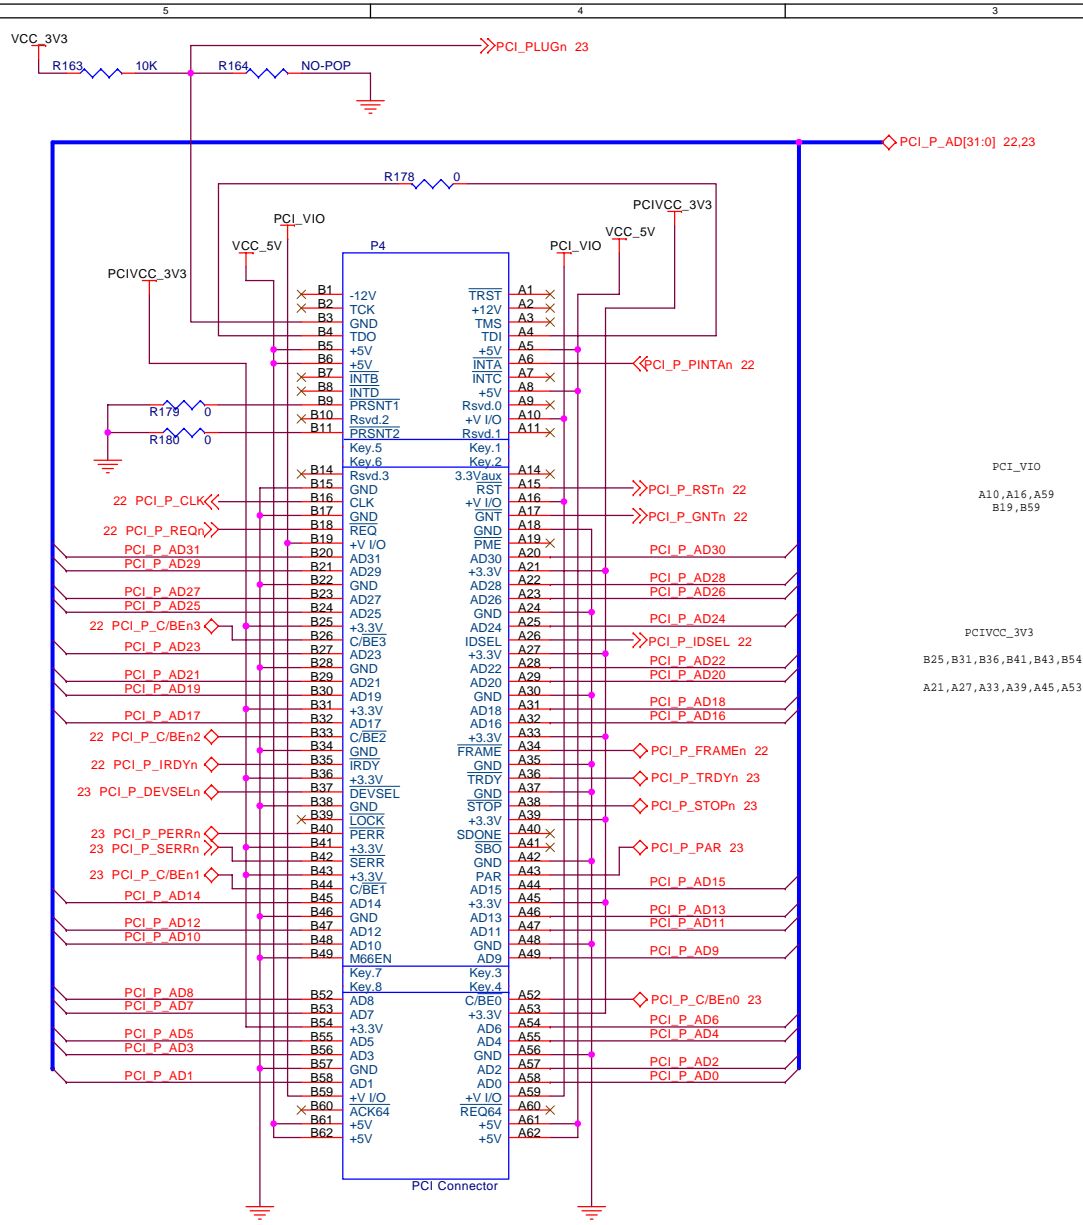 5 4 3
VCC_3V3
PCI_PLUGn 23
R163 10K R164 NO-POP
PCI_P_AD[31:0] 22,23
R178 0
PCIVCC_3V3
PCI_VIO
VCC_5V
VCC_5V P4 PCI_VIO
PCIVCC_3V3
B1 -12V TRST A1
B2 TCK +12V A2
B3 GND TMS A3
B4 TDO TDI A4
B5 +5V +5V A5
B6 +5V INTA A6 PCI_P_PINTAn 22
B7 INTB INTC A7
B8 INTD +5V A8
B9 PRSNT1 Rsvd.0 A9
R179 0 B10 Rsvd.2 +V I/O A10
B11 PRSNT2 Rsvd.1 A11
R180 0
Key.5 Key.1
Key.6 Key.2
B14 Rsvd.3 3.3Vaux A14
PCI_VIO
B15 GND RST A15 PCI_P_RSTn 22
A10,A16,A59
22 PCI_P_CLK B16 CLK +V I/O A16
B19,B59
B17 GND GNT A17 PCI_P_GNTn 22
22 PCI_P_REQn B18 REQ GND A18
B19 +V I/O PME A19
PCI_P_AD31 B20 AD31 AD30 A20 PCI_P_AD30
PCI_P_AD29 B21 AD29 +3.3V A21
B22 GND AD28 A22 PCI_P_AD28
PCI_P_AD27 B23 AD27 AD26 A23 PCI_P_AD26
PCI_P_AD25 B24 AD25 GND A24
22 PCI_P_C/BEn3 B25 +3.3V AD24 A25 PCI_P_AD24
B26 C/BE3 IDSEL A26 PCI_P_IDSEL 22
PCIVCC_3V3
PCI_P_AD23 B27 AD23 +3.3V A27
B28 GND AD22 A28 PCI_P_AD22
B25,B31,B36,B41,B43,B54
PCI_P_AD21 B29 AD21 AD20 A29 PCI_P_AD20
PCI_P_AD19 B30 AD19 GND A30
A21,A27,A33,A39,A45,A53
B31 +3.3V AD18 A31 PCI_P_AD18
PCI_P_AD17 B32 AD17 AD16 A32 PCI_P_AD16
22 PCI_P_C/BEn2 B33 C/BE2 +3.3V A33
B34 GND FRAME A34 PCI_P_FRAMEn 22
22 PCI_P_IRDYn B35 IRDY GND A35
B36 +3.3V TRDY A36 PCI_P_TRDYn 23
23 PCI_P_DEVSELn B37 DEVSEL GND A37
B38 GND STOP A38 PCI_P_STOPn 23
B39 LOCK +3.3V A39
23 PCI_P_PERRn B40 PERR SDONE A40
23 PCI_P_SERRn B41 +3.3V SBO A41 PCI_P_PAR 23
B42 SERR GND A42
23 PCI_P_C/BEn1 B43 +3.3V PAR A43
B44 C/BE1 AD15 A44 PCI_P_AD15
PCI_P_AD14 B45 AD14 +3.3V A45
B46 GND AD13 A46 PCI_P_AD13
PCI_P_AD12 B47 AD12 AD11 A47 PCI_P_AD11
PCI_P_AD10 B48 AD10 GND A48
B49 M66EN AD9 A49 PCI_P_AD9
Key.7 Key.3
Key.8 Key.4
PCI_P_AD8 B52 AD8 C/BE0 A52 PCI_P_C/BEn0 23
PCI_P_AD7 B53 AD7 +3.3V A53
B54 +3.3V AD6 A54 PCI_P_AD6
PCI_P_AD5 B55 AD5 AD4 A55 PCI_P_AD4
PCI_P_AD3 B56 AD3 GND A56
B57 GND AD2 A57 PCI_P_AD2
PCI_P_AD1 B58 AD1 AD0 A58 PCI_P_AD0
B59 +V I/O +V I/O A59
B60 ACK64 REQ64 A60
B61 +5V +5V A61
B62 +5V +5V A62
PCI Connector